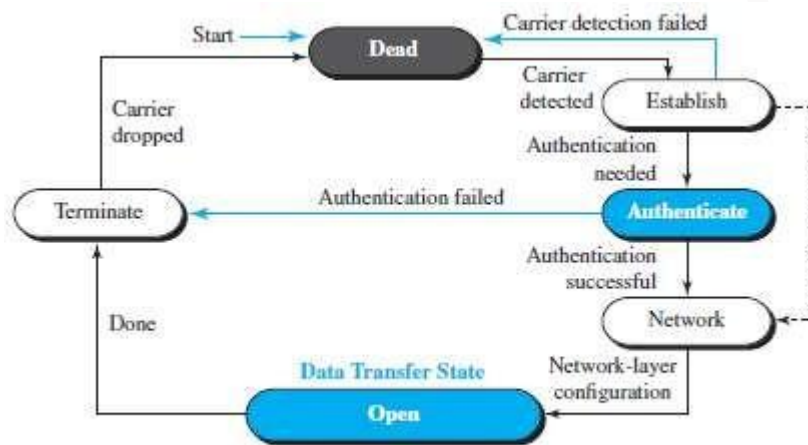 Carrier detection failed
Start
Dead
Carrier
detected
Establish
Carrier
dropped
Authentication
needed
Terminate
Authentication failed
Authenticate
Authentication
successful
Done
Network
Data Transfer State
Network-layer
configuration
Open